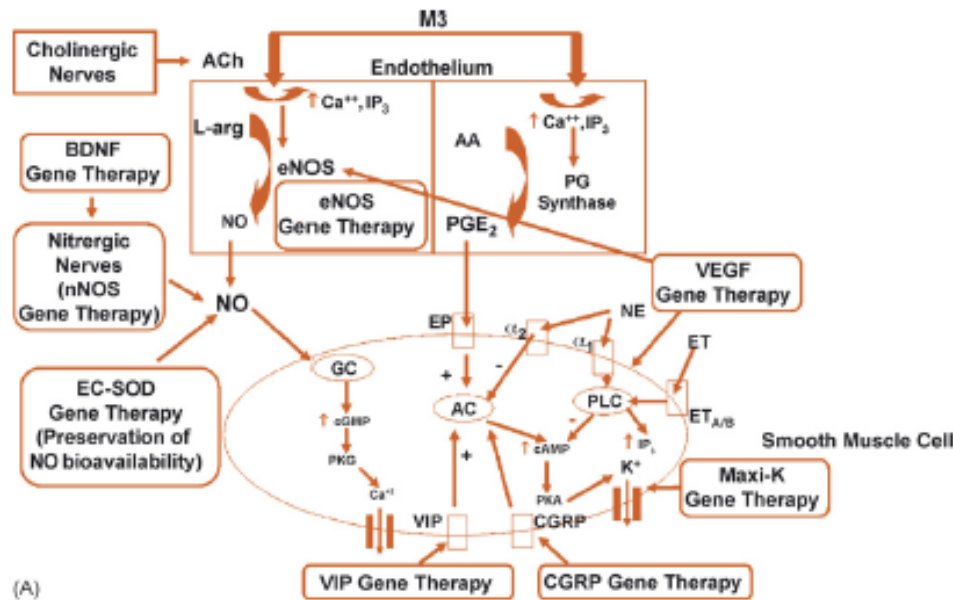 M3
Cholinergic
Nerves
ACh
Endothelium
↑ Ca⁺⁺, IP₃
↑ Ca⁺⁺, IP₃
L-arg
AA
BDNF
Gene Therapy
eNOS
PG
Synthase
eNOS
Gene Therapy
NO
PGE₂
Nitrergic
Nerves
(nNOS
Gene Therapy)
VEGF
Gene Therapy
NO
EP
α₂
NE
α₁
ET
GC
+
-
EC-SOD
Gene Therapy
(Preservation of
NO bioavailability)
AC
PLC
ET_A/B
↑ cGMP
-
↑ cAMP
↑ IP₃
Smooth Muscle Cell
PKG
+
K⁺
Maxi-K
Gene Therapy
PKA
VIP
CGRP
VIP Gene Therapy
CGRP Gene Therapy
(A)